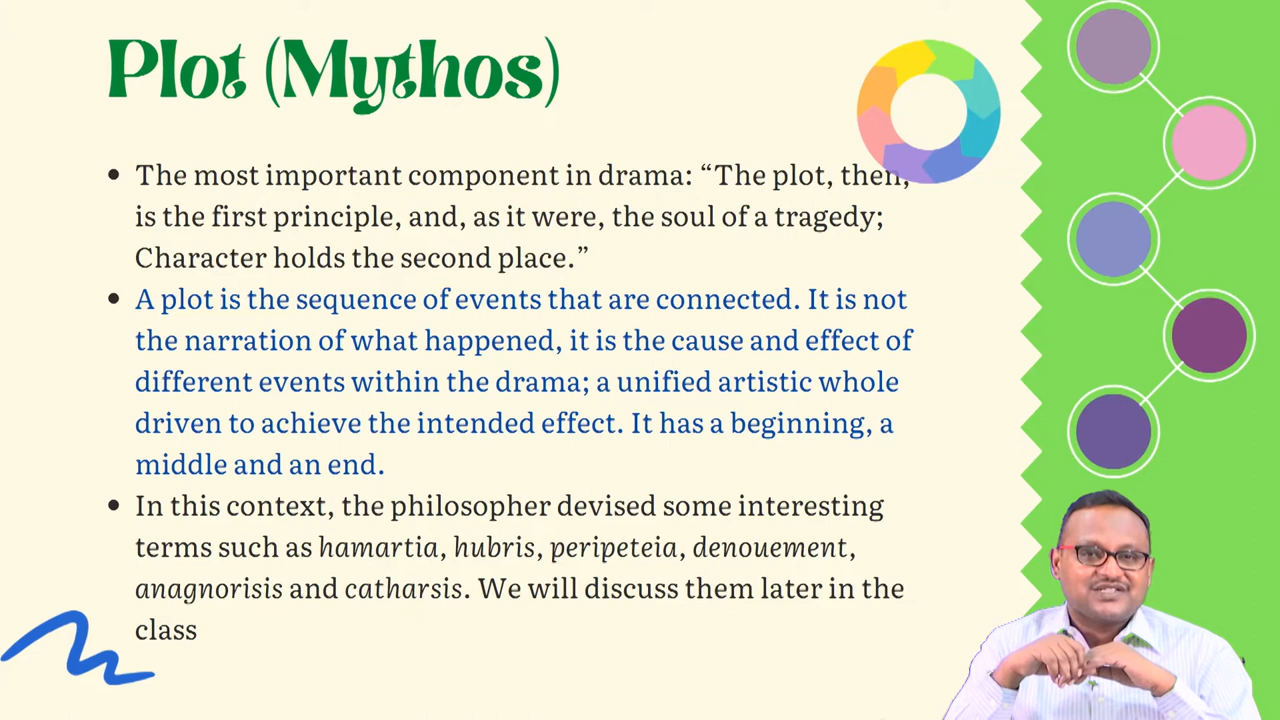 Plot (Mythos)
• The most important component in drama: “The plot, then,
is the first principle, and, as it were, the soul of a tragedy;
Character holds the second place.”
• A plot is the sequence of events that are connected. It is not
the narration of what happened, it is the cause and effect of
different events within the drama; a unified artistic whole
driven to achieve the intended effect. It has a beginning, a
middle and an end.
• In this context, the philosopher devised some interesting
terms such as hamartia, hubris, peripeteia, denouement,
anagnorisis and catharsis. We will discuss them later in the
class